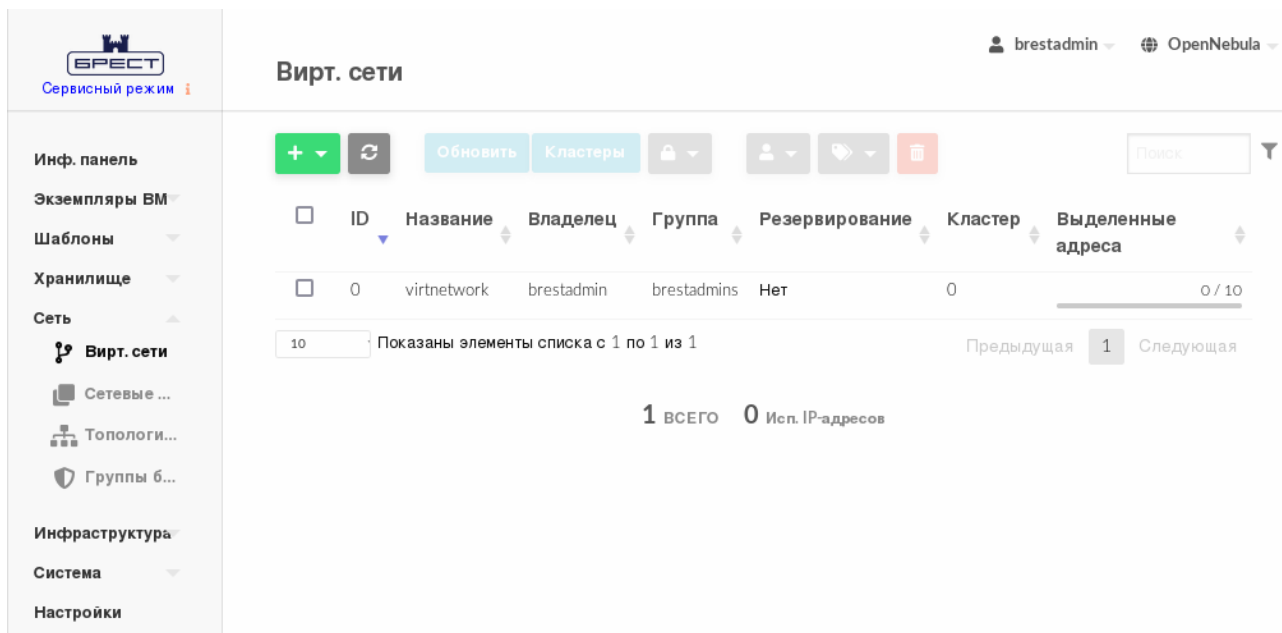 БРЕСТ
Сервисный режим i
brestadmin
OpenNebula
Вирт. сети
Обновить
Кластеры
Поиск
Инф. панель
Экземпляры ВМ
Шаблоны
Хранилище
Сеть
Вирт. сети
Сетевые ...
Топологи...
Группы б...
Инфраструктура
Система
Настройки
ID Название Владелец Группа Резервирование Кластер Выделенные
адреса
0 virtnetwork brestadmin brestadmins Нет 0 0 / 10
10 Показаны элементы списка с 1 по 1 из 1
Предыдущая 1 Следующая
1 ВСЕГО 0 Исп. IP-адресов